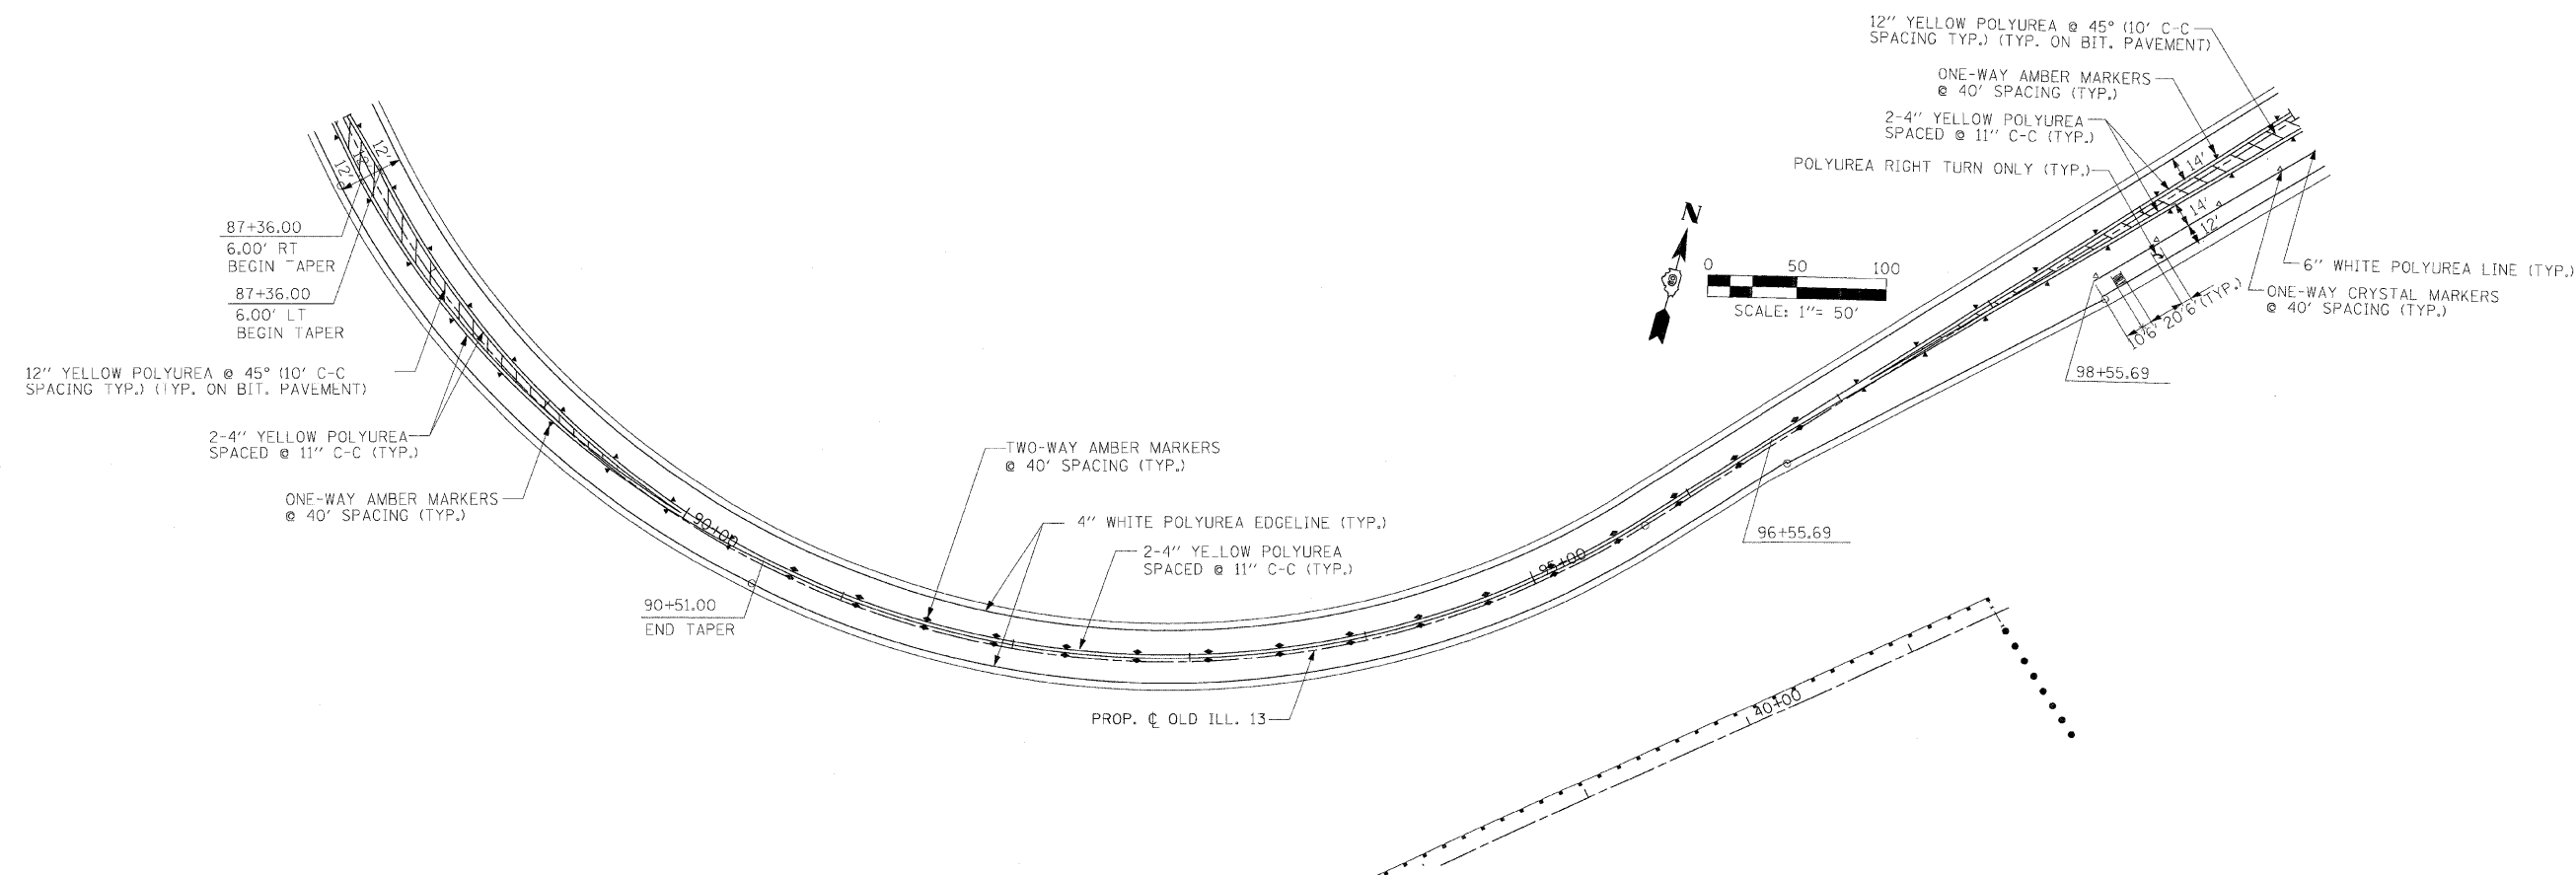 12" YELLOW POLYUREA @ 45° (10' C-C
SPACING TYP.) (TYP. ON BIT. PAVEMENT)
ONE-WAY AMBER MARKERS
@ 40' SPACING (TYP.)
2-4" YELLOW POLYUREA
SPACED @ 11" C-C (TYP.)
POLYUREA RIGHT TURN ONLY (TYP.)
14'
14'
12'
6" WHITE POLYUREA LINE (TYP.)
ONE-WAY CRYSTAL MARKERS
@ 40' SPACING (TYP.)
10' 6' 20' 6' (TYP.)
98+55.69
N
0 50 100
SCALE: 1"= 50'
12'
12'
12'
87+36.00
6.00' RT
BEGIN TAPER
87+36.00
6.00' LT
BEGIN TAPER
12" YELLOW POLYUREA @ 45° (10' C-C
SPACING TYP.) (TYP. ON BIT. PAVEMENT)
2-4" YELLOW POLYUREA
SPACED @ 11" C-C (TYP.)
ONE-WAY AMBER MARKERS
@ 40' SPACING (TYP.)
90+00
TWO-WAY AMBER MARKERS
@ 40' SPACING (TYP.)
4" WHITE POLYUREA EDGELINE (TYP.)
2-4" YELLOW POLYUREA
SPACED @ 11" C-C (TYP.)
90+51.00
END TAPER
95+00
96+55.69
PROP. ℄ OLD ILL. 13
40+00